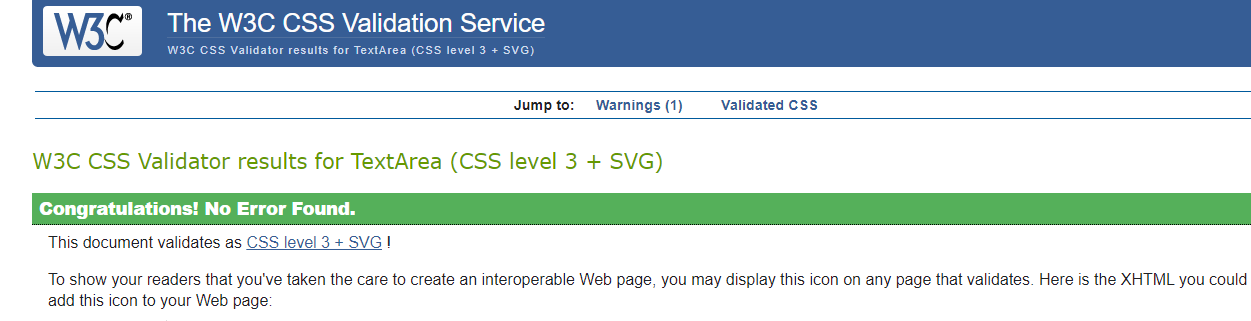 W3C®
The W3C CSS Validation Service
W3C CSS Validator results for TextArea (CSS level 3 + SVG)
Jump to: Warnings (1) Validated CSS
W3C CSS Validator results for TextArea (CSS level 3 + SVG)
Congratulations! No Error Found.
This document validates as CSS level 3 + SVG !
To show your readers that you've taken the care to create an interoperable Web page, you may display this icon on any page that validates. Here is the XHTML you could
add this icon to your Web page: